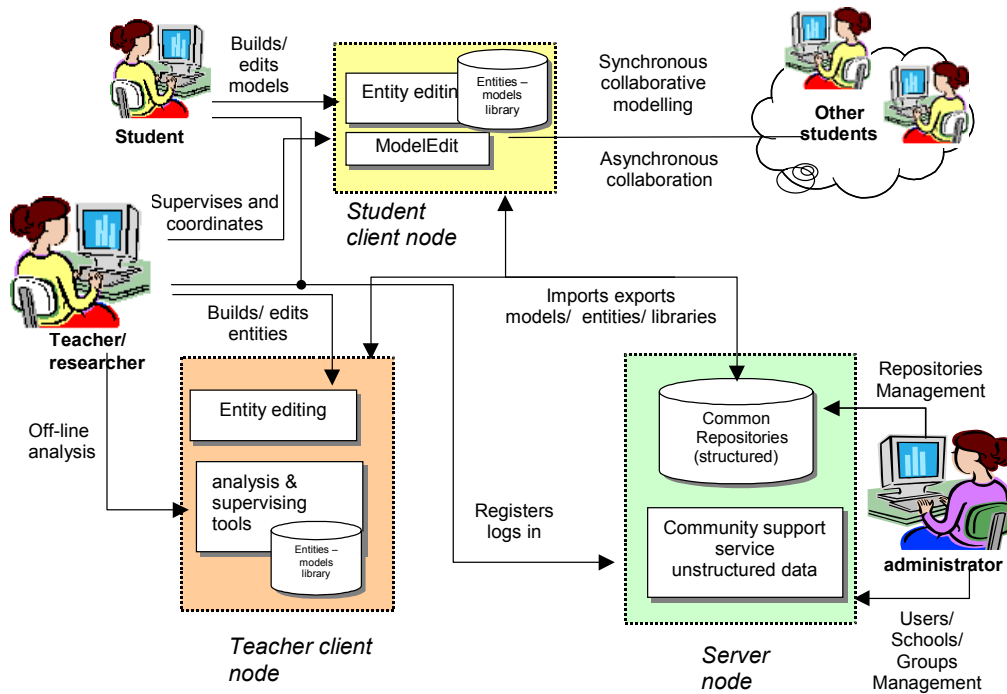 Builds/
edits
models
Student
Entity editin
Entities –
models
library
ModelEdit
Student
client node
Synchronous
collaborative
modelling
Asynchronous
collaboration
Other
students
Supervises and
coordinates
Teacher/
researcher
Builds/ edits
entities
Imports exports
models/ entities/ libraries
Off-line
analysis
Entity editing
analysis &
supervising
tools
Entities –
models
library
Teacher client
node
Registers
logs in
Common
Repositories
(structured)
Community support
service
unstructured data
Server
node
Repositories
Management
administrator
Users/
Schools/
Groups
Management